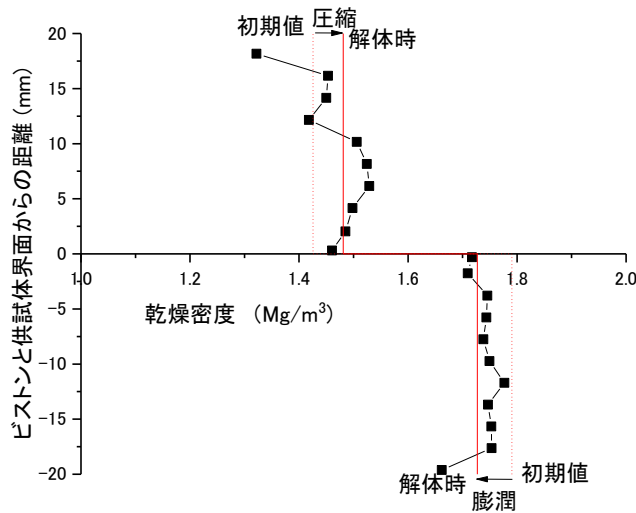 初期値 圧縮
解体時
20
15
10
5
0
-5
-10
-15
-20
1.0 1.2 1.4 1.6 1.8 2.0
ピストンと供試体界面からの距離 (mm)
乾燥密度 (Mg/m³)
解体時 初期値
膨潤